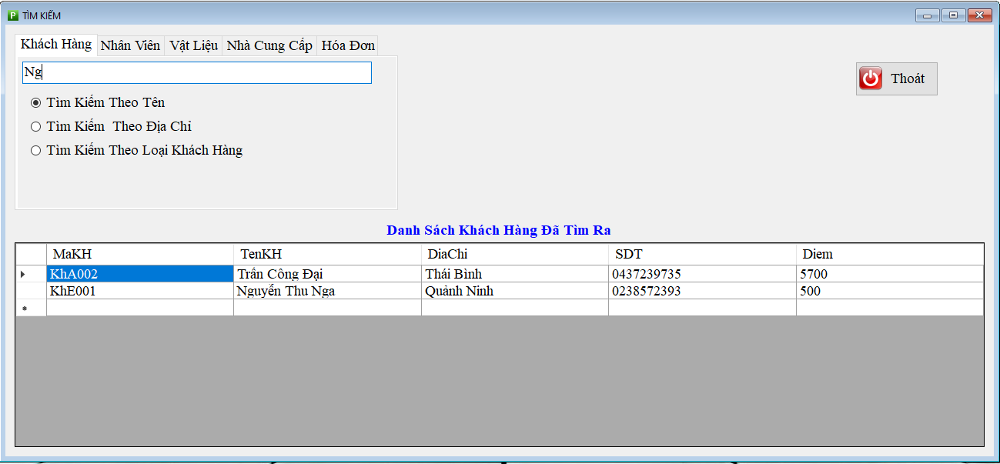 TÌM KIẾM
Khách Hàng Nhân Viên Vật Liệu Nhà Cung Cấp Hóa Đơn
Ng
Thoát
Tìm Kiếm Theo Tên
Tìm Kiếm Theo Địa Chỉ
Tìm Kiếm Theo Loại Khách Hàng
Danh Sách Khách Hàng Đã Tìm Ra
MaKH TenKH DiaChi SDT Diem
KhA002 Trần Công Đại Thái Bình 0437239735 5700
KhE001 Nguyễn Thu Nga Quảnh Ninh 0238572393 500